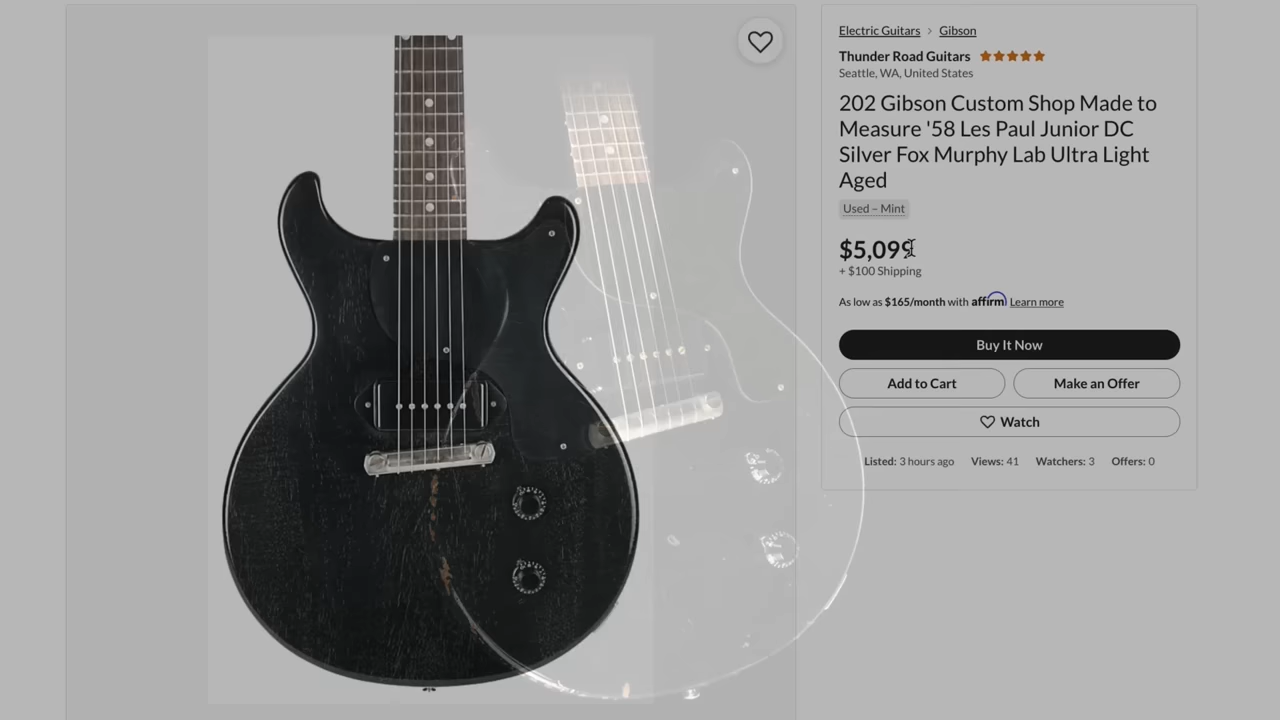 Electric Guitars > Gibson
Thunder Road Guitars
Seattle, WA, United States
202 Gibson Custom Shop Made to
Measure '58 Les Paul Junior DC
Silver Fox Murphy Lab Ultra Light
Aged
Used – Mint
$5,099
+ $100 Shipping
As low as $165/month with affirm Learn more
Buy It Now
Add to Cart
Make an Offer
Watch
Listed: 3 hours ago Views: 41 Watchers: 3 Offers: 0